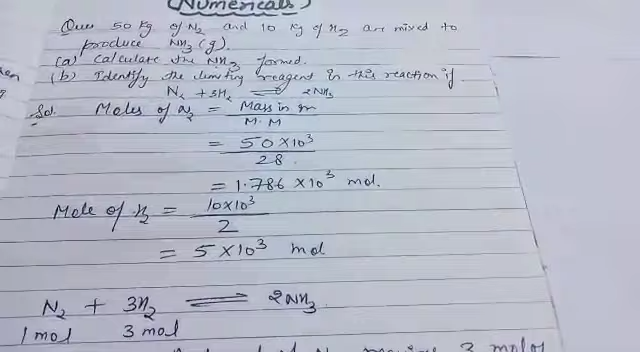 (Numericals)
Ques 50 kg of N2 and 10 kg of H2 are mixed to
produce NH3 (g).
(a) Calculate the NH3 formed.
(b) Identify the limiting reagent in this reaction if
N2 + 3H2 ⇌ 2NH3
Sol. Moles of N2 = Mass in m / M.M
= 50×10³ / 28.
= 1.786 × 10³ mol.
Mole of H2 = 10×10³ / 2
= 5×10³ mol
N2 + 3H2 ⇌ 2NH3
1 mol 3 mol
3 moles